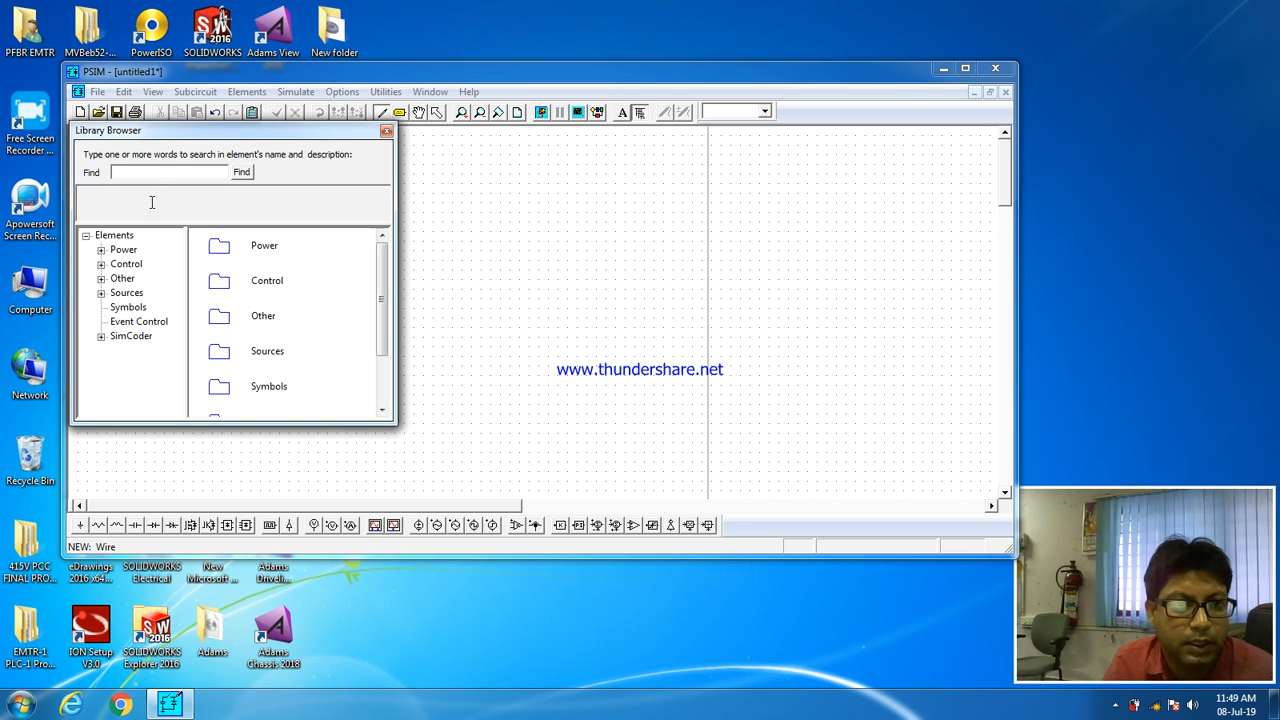 PFBR EMTR
MVBeb52-...
PowerISO
SOLIDWORKS 2016
Adams View
New folder
Free Screen Recorder ...
Apowersoft Screen Rec...
Computer
Network
Recycle Bin
415V PCC FINAL PRO...
eDrawings 2016 x64...
SOLIDWORKS Electrical
New Microsoft ...
Adams Driveli...
EMTR-1 PLC-1 Pro...
ION Setup V3.0
SOLIDWORKS Explorer 2016
Adams
Adams Chassis 2018
PSIM - [untitled1*]
File Edit View Subcircuit Elements Simulate Options Utilities Window Help
Library Browser
Type one or more words to search in element's name and description:
Find Find
Elements
Power
Control
Other
Sources
Symbols
Event Control
SimCoder
Power
Control
Other
Sources
Symbols
www.thundershare.net
NEW: Wire
11:49 AM
08-Jul-19